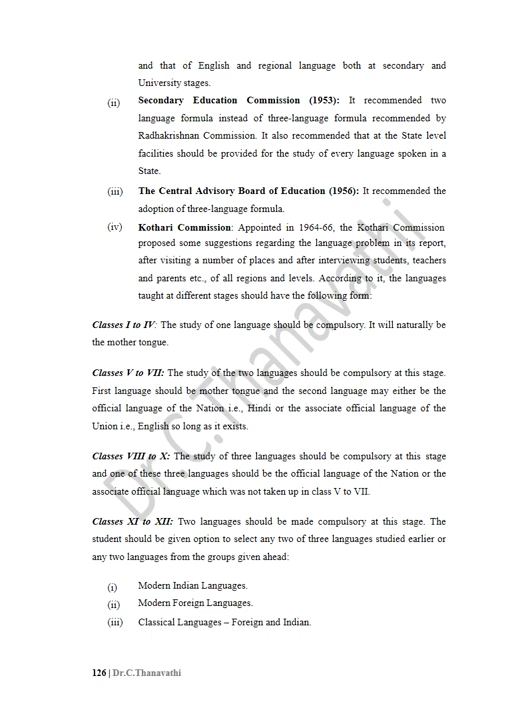 and that of English and regional language both at secondary and
University stages.
(ii) Secondary Education Commission (1953): It recommended two
language formula instead of three-language formula recommended by
Radhakrishnan Commission. It also recommended that at the State level
facilities should be provided for the study of every language spoken in a
State.
(iii) The Central Advisory Board of Education (1956): It recommended the
adoption of three-language formula.
(iv) Kothari Commission: Appointed in 1964-66, the Kothari Commission
proposed some suggestions regarding the language problem in its report,
after visiting a number of places and after interviewing students, teachers
and parents etc., of all regions and levels. According to it, the languages
taught at different stages should have the following form:
Classes I to IV: The study of one language should be compulsory. It will naturally be
the mother tongue.
Classes V to VII: The study of the two languages should be compulsory at this stage.
First language should be mother tongue and the second language may either be the
official language of the Nation i.e., Hindi or the associate official language of the
Union i.e., English so long as it exists.
Classes VIII to X: The study of three languages should be compulsory at this stage
and one of these three languages should be the official language of the Nation or the
associate official language which was not taken up in class V to VII.
Classes XI to XII: Two languages should be made compulsory at this stage. The
student should be given option to select any two of three languages studied earlier or
any two languages from the groups given ahead:
(i) Modern Indian Languages.
(ii) Modern Foreign Languages.
(iii) Classical Languages – Foreign and Indian.
126 | Dr.C.Thanavathi
Dr.C.Thanavathi